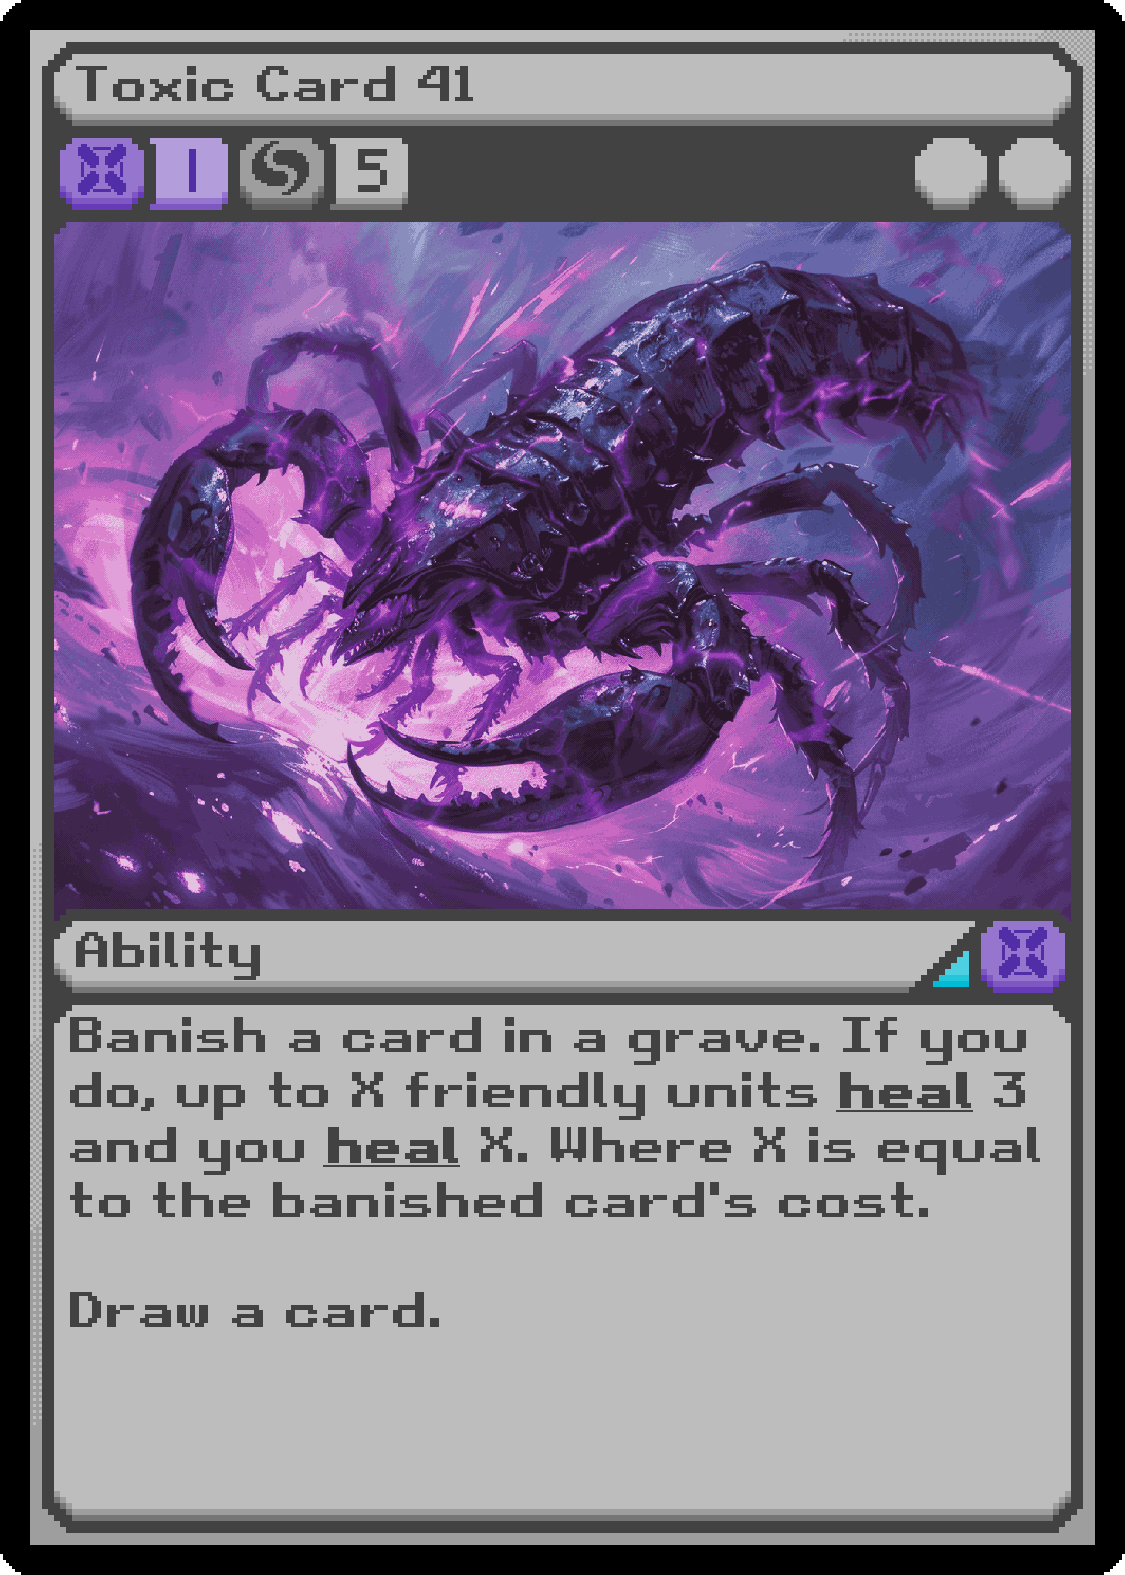 Toxic Card 41
1 5
Ability
Banish a card in a grave. If you
do, up to X friendly units heal 3
and you heal X. Where X is equal
to the banished card's cost.
Draw a card.